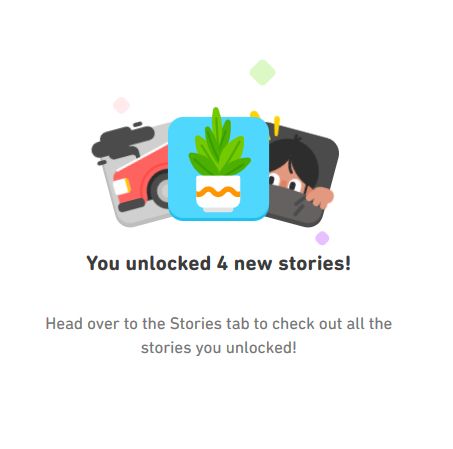 You unlocked 4 new stories!
Head over to the Stories tab to check out all the
stories you unlocked!